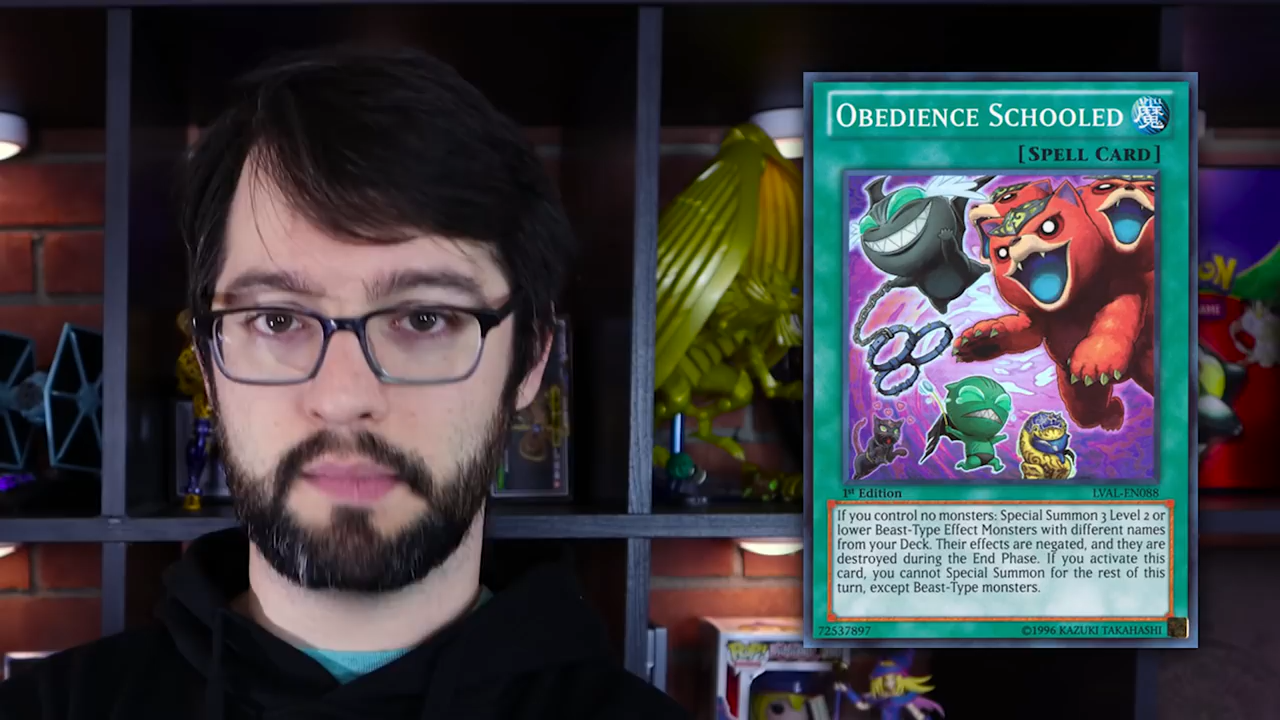 OBEDIENCE SCHOOLED 魔
[SPELL CARD]
1st Edition LVAL-EN088
If you control no monsters: Special Summon 3 Level 2 or
lower Beast-Type Effect Monsters with different names
from your Deck. Their effects are negated, and they are
destroyed during the End Phase. If you activate this
card, you cannot Special Summon for the rest of this
turn, except Beast-Type monsters.
72537897 ©1996 KAZUKI TAKAHASHI
POP!